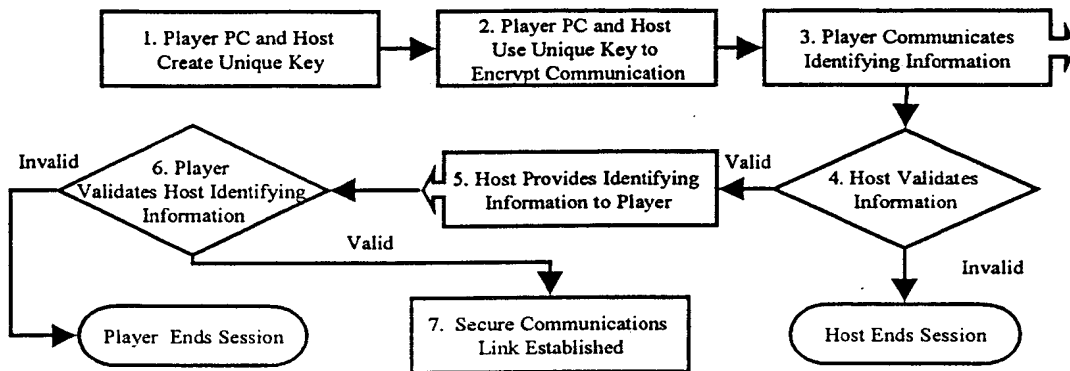 1. Player PC and Host
Create Unique Key
2. Player PC and Host
Use Unique Key to
Encrypt Communication
3. Player Communicates
Identifying Information
4. Host Validates
Information
Valid
Invalid
5. Host Provides Identifying
Information to Player
6. Player
Validates Host Identifying
Information
Invalid
Valid
7. Secure Communications
Link Established
Player Ends Session
Host Ends Session